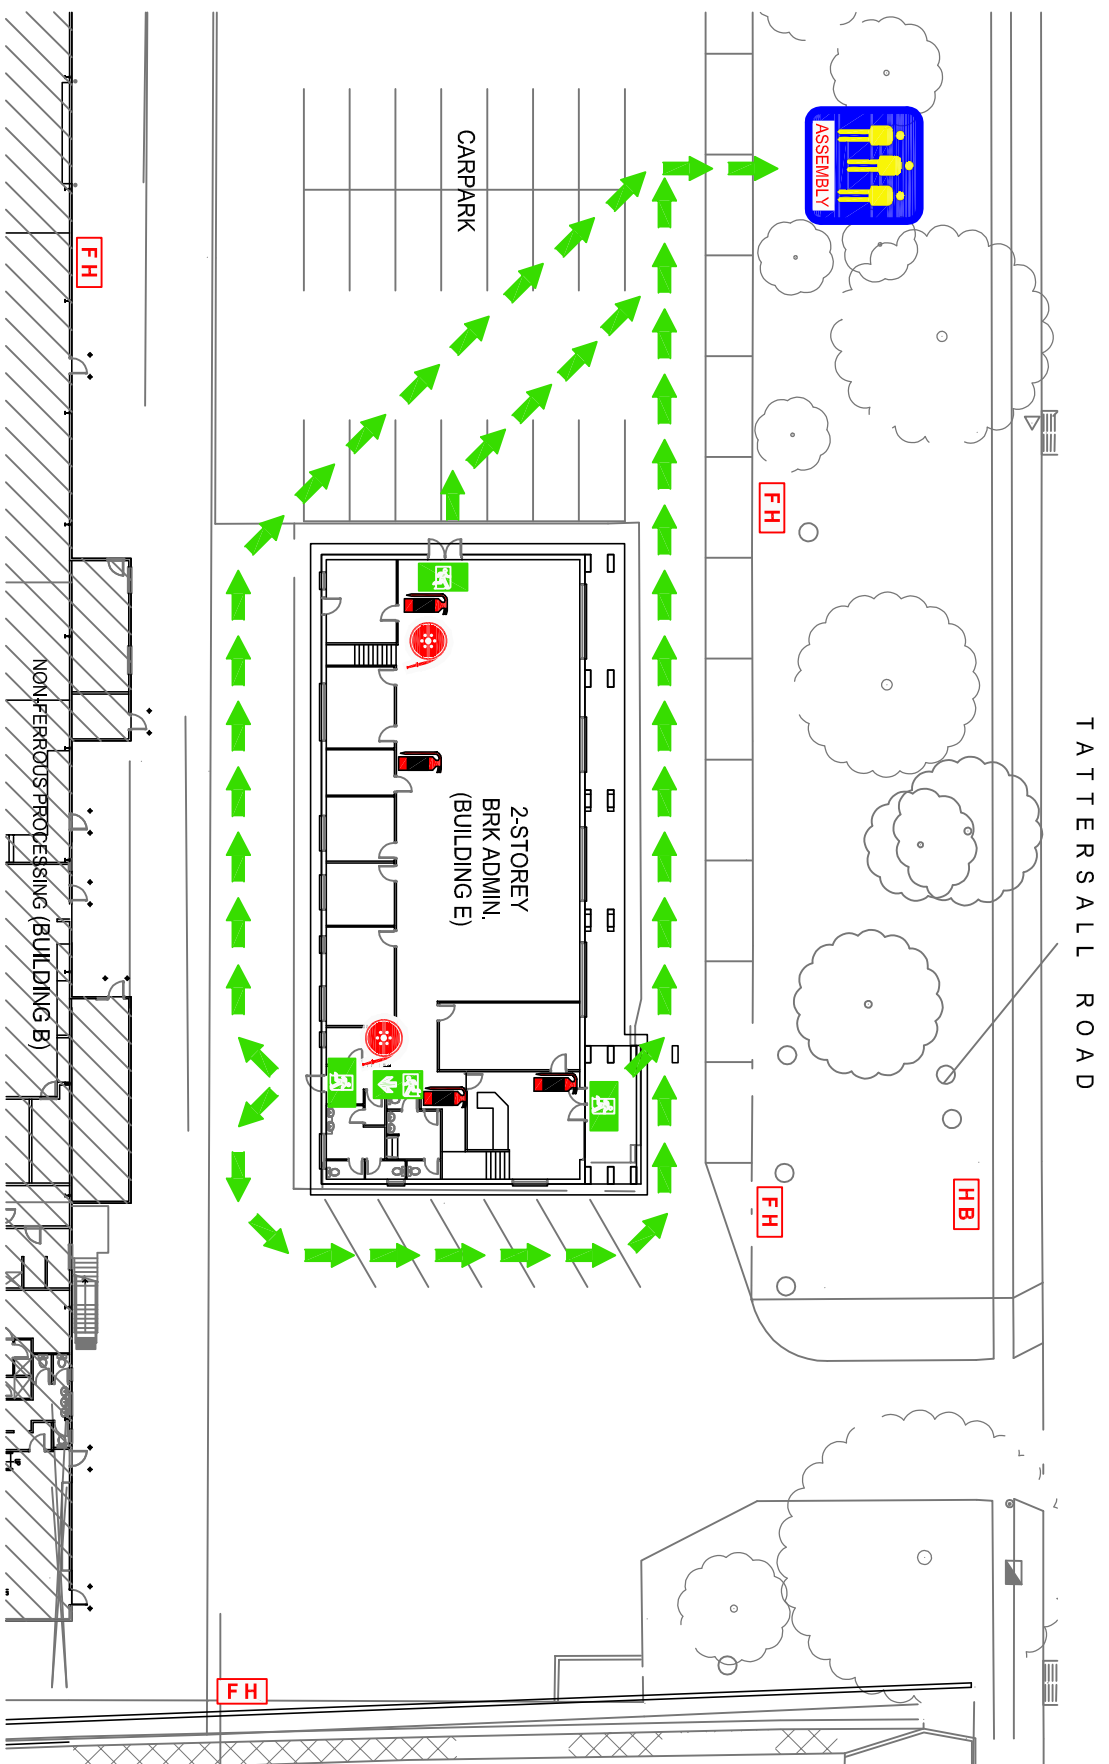 ASSEMBLY
CARPARK
FH
FH
2-STOREY
BRK ADMIN.
(BUILDING E)
NON-FERROUS PROCESSING (BUILDING B)
TATTERSALL ROAD
FH
HB
FH